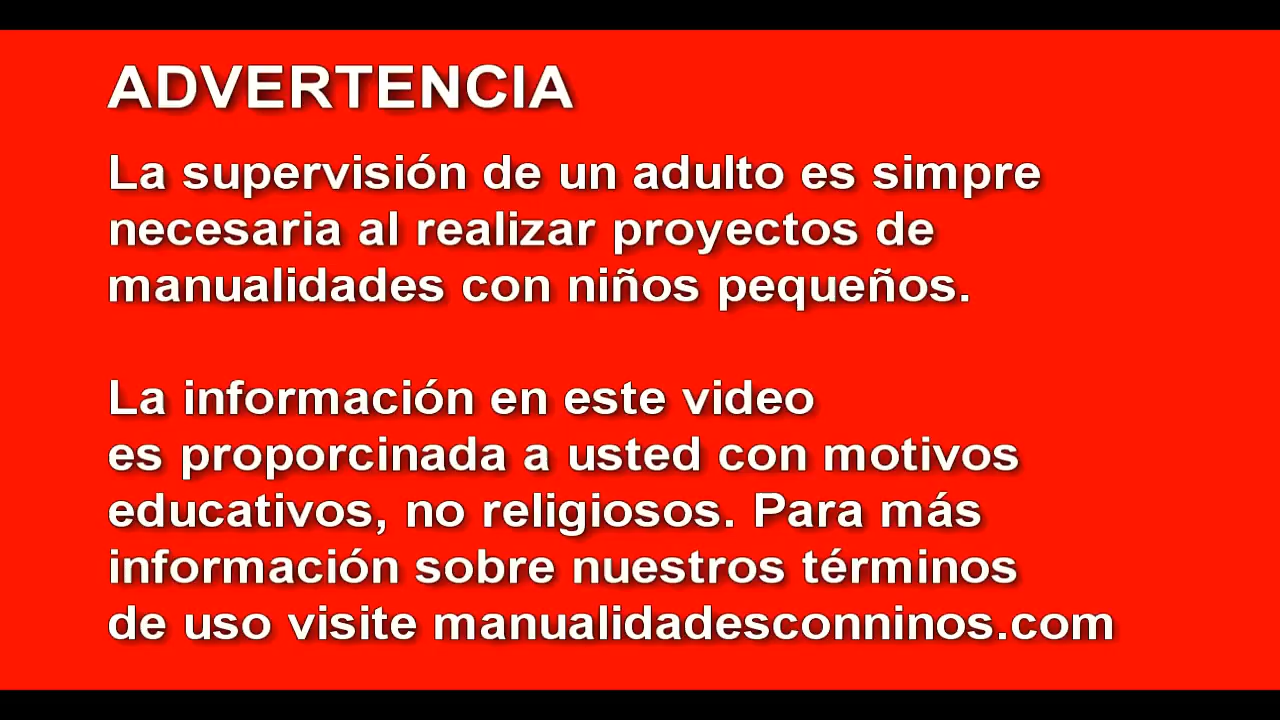 ADVERTENCIA
La supervisión de un adulto es simpre
necesaria al realizar proyectos de
manualidades con niños pequeños.
La información en este video
es proporcinada a usted con motivos
educativos, no religiosos. Para más
información sobre nuestros términos
de uso visite manualidadesconninos.com